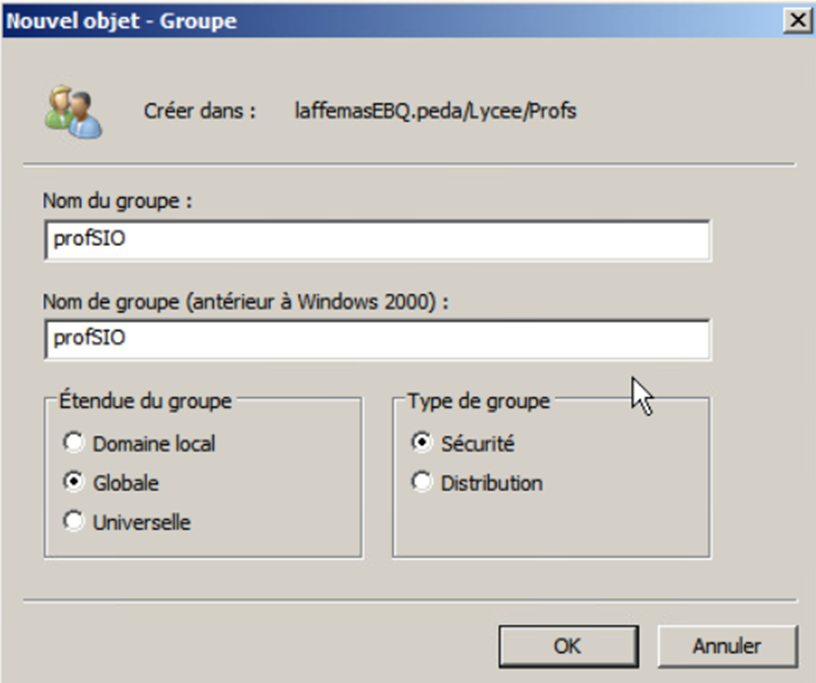 Nouvel objet - Groupe
Créer dans : laffemasEBQ.peda/Lycee/Profs
Nom du groupe :
profSIO
Nom de groupe (antérieur à Windows 2000) :
profSIO
Étendue du groupe
Domaine local
Globale
Universelle
Type de groupe
Sécurité
Distribution
OK Annuler